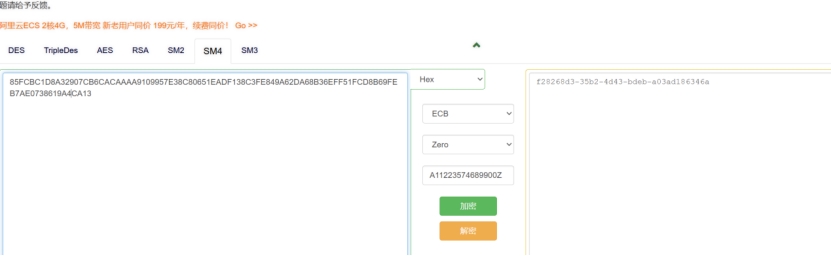 题请给予反馈。
阿里云ECS 2核4G，5M带宽 新老用户同价 199元/年，续费同价！ Go >>
DES TripleDes AES RSA SM2 SM4 SM3
85FCBC1D8A32907CB6CACAAAA9109957E38C80651EADF138C3FE849A62DA68B36EFF51FCD8B69FE
B7AE0738619A4CA13
Hex
f28268d3-35b2-4d43-bdeb-a03ad186346a
ECB
Zero
A11223574689900Z
加密
解密